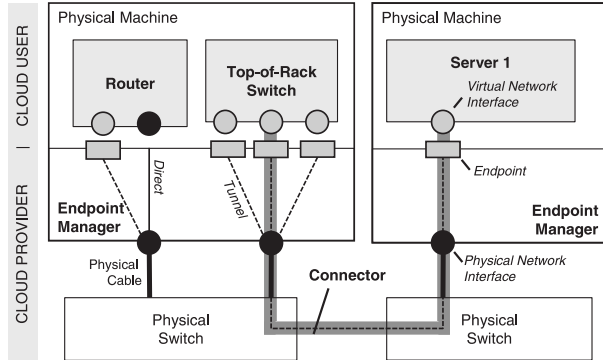 Physical Machine
Physical Machine
CLOUD USER
|
CLOUD PROVIDER
Router
Top-of-Rack
Switch
Server 1
Virtual Network
Interface
Direct
Tunnel
Endpoint
Endpoint
Manager
Endpoint
Manager
Physical
Cable
Physical Network
Interface
Connector
Physical
Switch
Physical
Switch